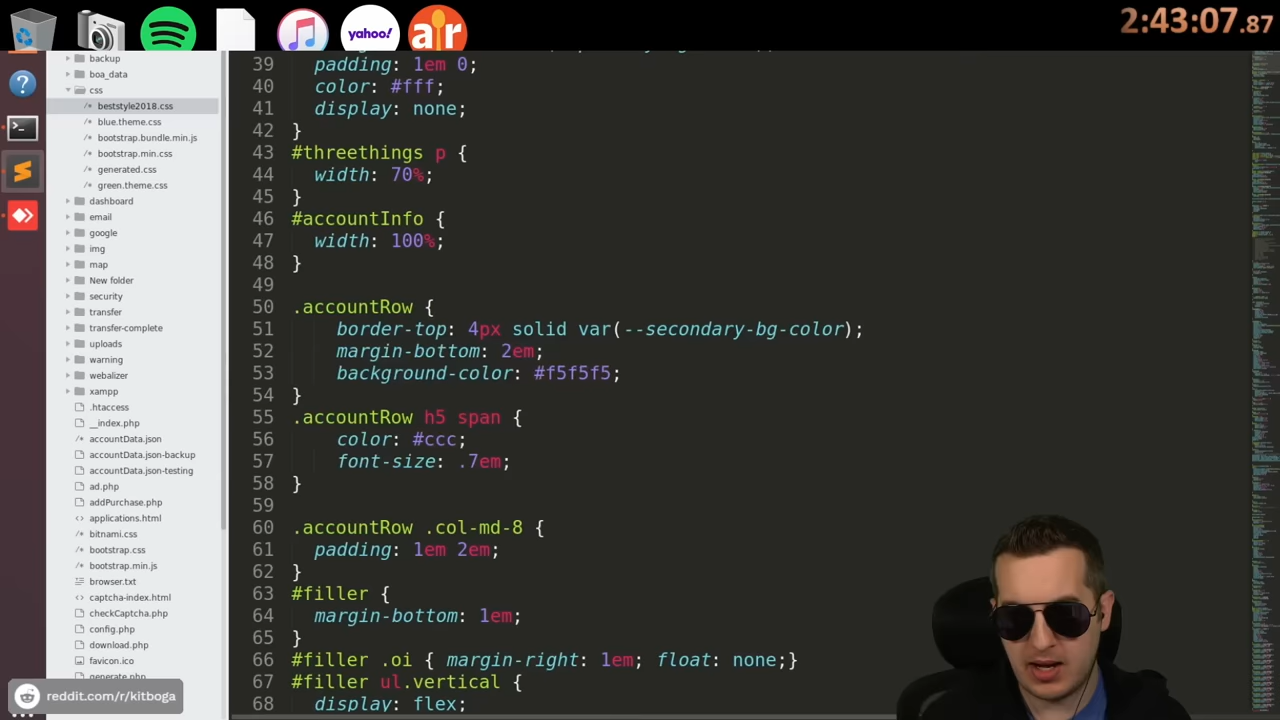 yahoo!
air
2:43:07.87
backup
boa_data
css
beststyle2018.css
blue.theme.css
bootstrap.bundle.min.js
bootstrap.min.css
generated.css
green.theme.css
dashboard
email
google
img
map
New folder
security
transfer
transfer-complete
uploads
warning
webalizer
xampp
.htaccess
__index.php
accountData.json
accountData.json-backup
accountData.json-testing
ad.php
addPurchase.php
applications.html
bitnami.css
bootstrap.css
bootstrap.min.js
browser.txt
captcha-index.html
checkCaptcha.php
config.php
download.php
favicon.ico
generate.php
39 padding: 1em 0;
40 color: #fff;
41 display: none;
42 }
43 #threethings p {
44 width: 70%;
45 }
46 #accountInfo {
47 width: 100%;
48 }
49
50 .accountRow {
51 border-top: 4px solid var(--secondary-bg-color);
52 margin-bottom: 2em;
53 background-color: #f5f5f5;
54 }
55 .accountRow h5 span {
56 color: #ccc;
57 font-size: .7em;
58 }
59
60 .accountRow .col-md-8 {
61 padding: 1em 2em;
62 }
63 #filler {
64 margin-bottom: 1em;
65 }
66 #filler .oi { margin-right: 1em; float: none;}
67 #filler ul.vertical {
68 display: flex;
reddit.com/r/kitboga